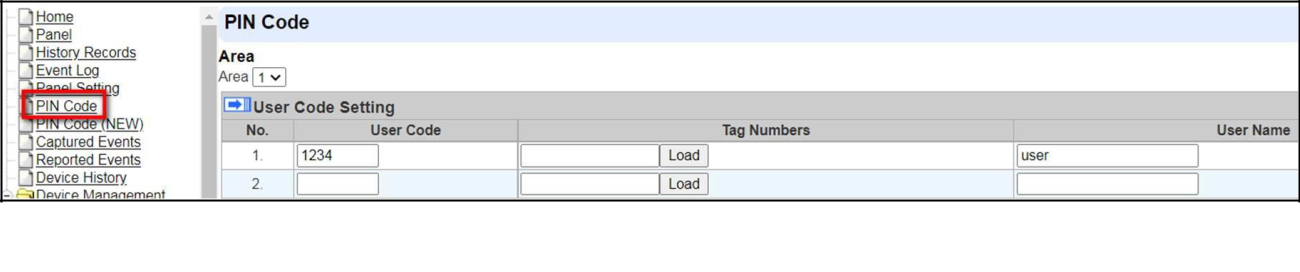 Home
Panel
History Records
Event Log
Panel Setting
PIN Code
PIN Code (NEW)
Captured Events
Reported Events
Device History
Device Management
PIN Code
Area
Area 1
User Code Setting
No. User Code Tag Numbers User Name
1. 1234 Load user
2. Load